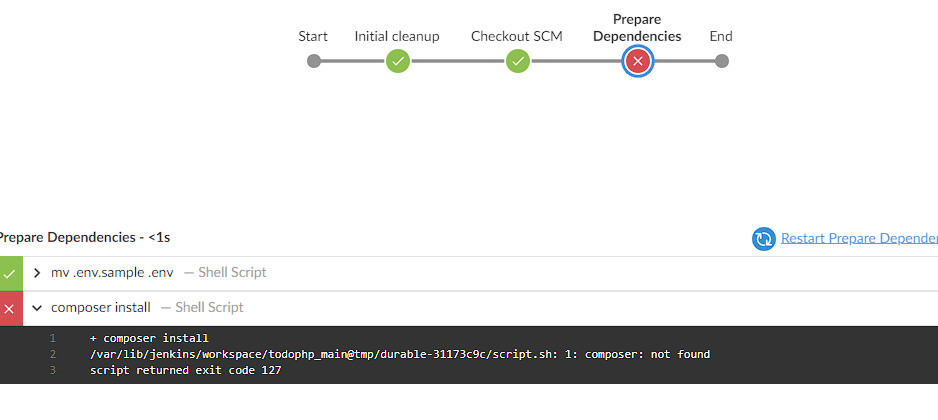 Start
Initial cleanup
Checkout SCM
Prepare
Dependencies
End
Prepare Dependencies - <1s
Restart Prepare
mv .env.sample .env — Shell Script
composer install — Shell Script
1 + composer install
2 /var/lib/jenkins/workspace/todophp_main@tmp/durable-31173c9c/script.sh: 1: composer: not found
3 script returned exit code 127